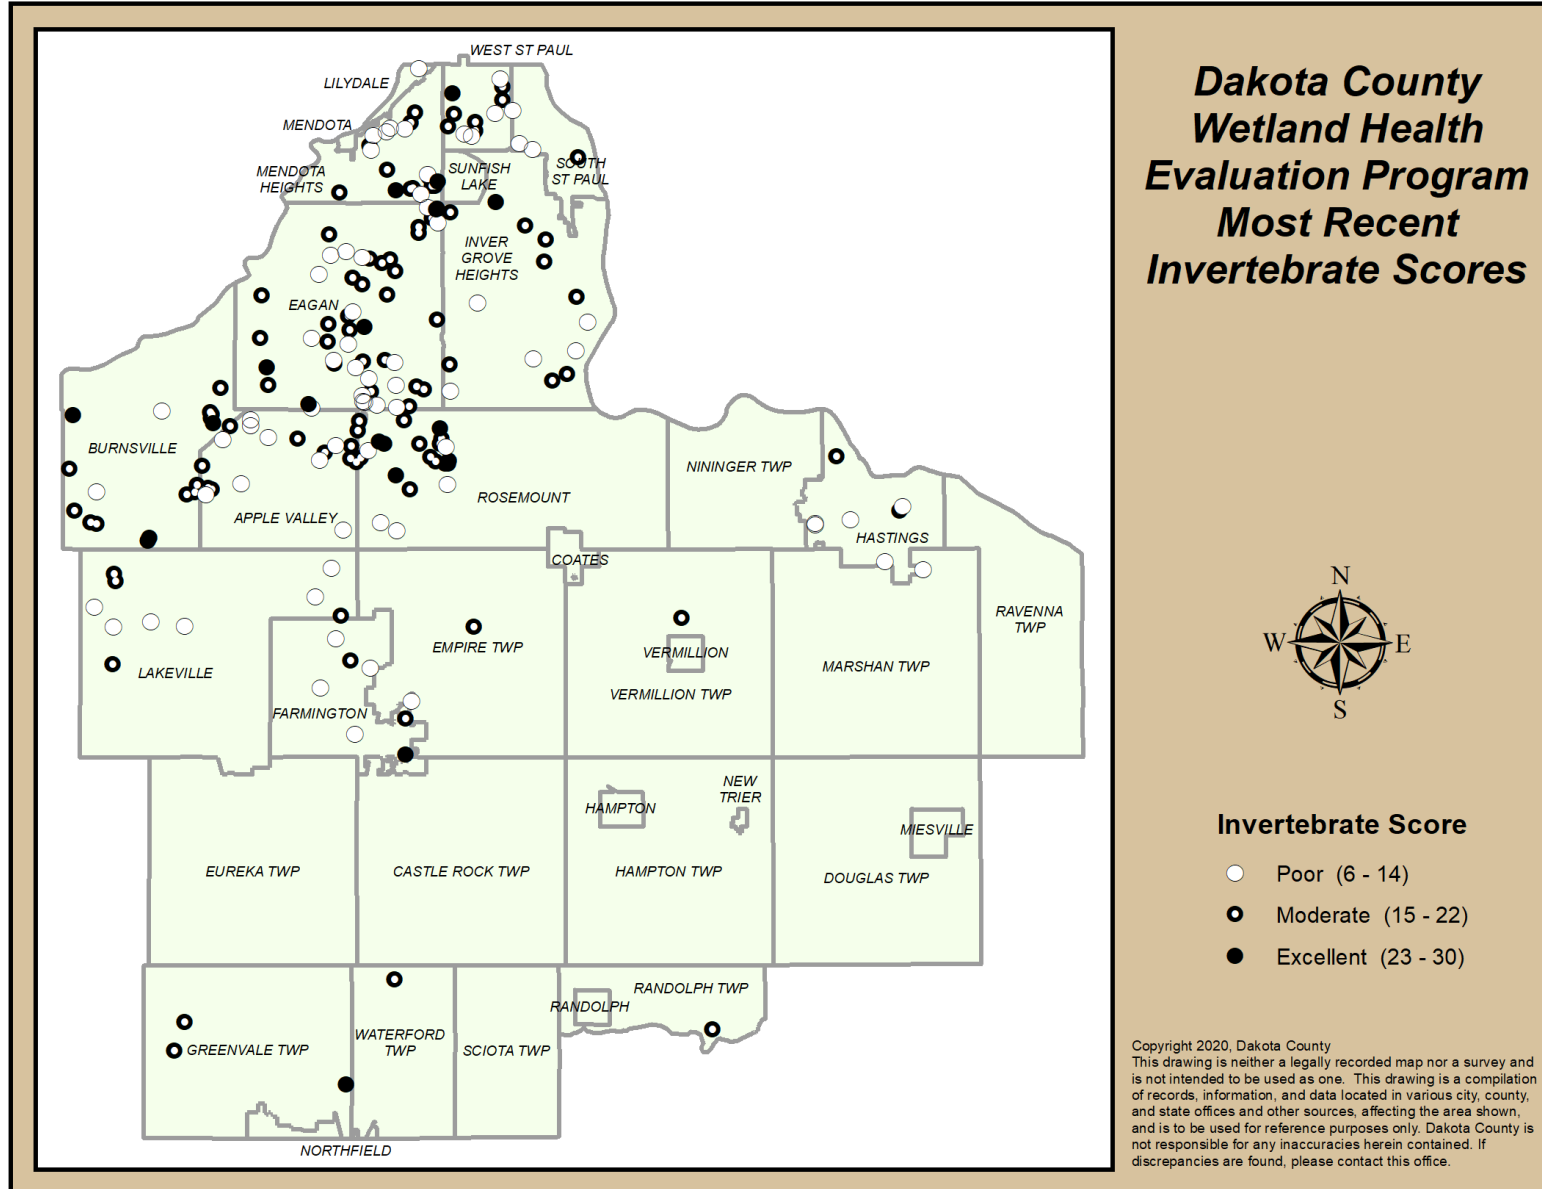 Dakota County
Wetland Health
Evaluation Program
Most Recent
Invertebrate Scores
WEST ST PAUL
LILYDALE
MENDOTA
MENDOTA
HEIGHTS
SUNFISH
LAKE
SOUTH
ST PAUL
INVER
GROVE
HEIGHTS
EAGAN
BURNSVILLE
APPLE VALLEY
ROSEMOUNT
NININGER TWP
HASTINGS
COATES
RAVENNA
TWP
EMPIRE TWP
VERMILLION
VERMILLION TWP
MARSHAN TWP
LAKEVILLE
FARMINGTON
HAMPTON
NEW
TRIER
MIESVILLE
EUREKA TWP
CASTLE ROCK TWP
HAMPTON TWP
DOUGLAS TWP
RANDOLPH TWP
RANDOLPH
GREENVALE TWP
WATERFORD
TWP
SCIOTA TWP
NORTHFIELD
N
W
E
S
Invertebrate Score
Poor (6 - 14)
Moderate (15 - 22)
Excellent (23 - 30)
Copyright 2020, Dakota County
This drawing is neither a legally recorded map nor a survey and
is not intended to be used as one. This drawing is a compilation
of records, information, and data located in various city, county,
and state offices and other sources, affecting the area shown,
and is to be used for reference purposes only. Dakota County is
not responsible for any inaccuracies herein contained. If
discrepancies are found, please contact this office.